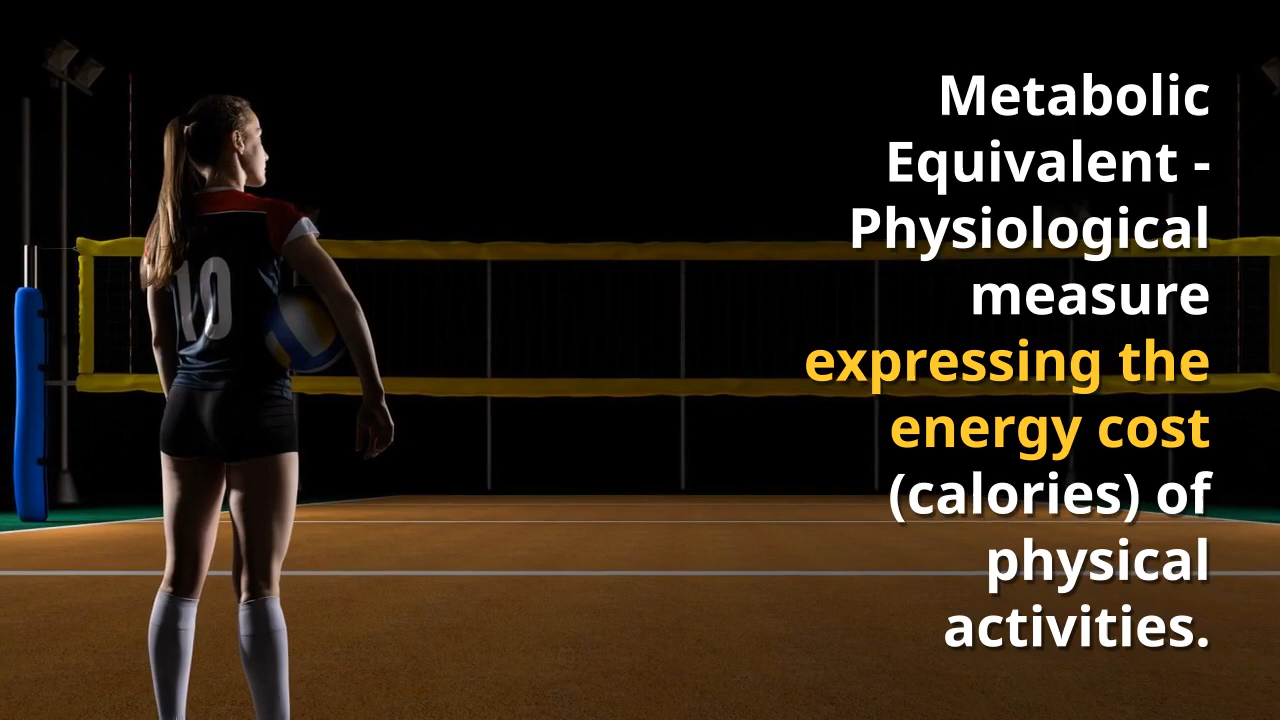 10
Metabolic
Equivalent -
Physiological
measure
expressing the
energy cost
(calories) of
physical
activities.